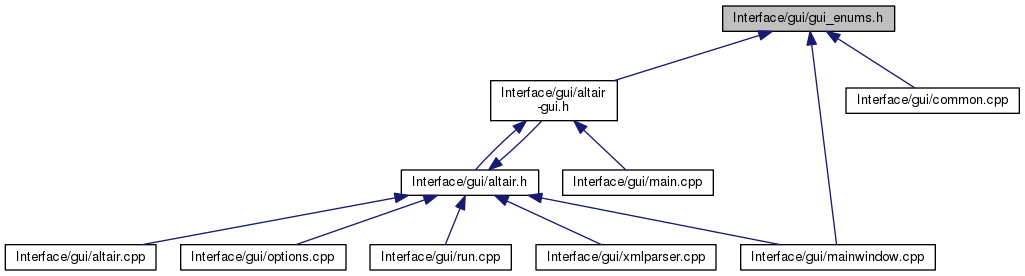 Interface/gui/gui_enums.h
Interface/gui/altair
-gui.h
Interface/gui/common.cpp
Interface/gui/altair.h
Interface/gui/main.cpp
Interface/gui/altair.cpp
Interface/gui/options.cpp
Interface/gui/run.cpp
Interface/gui/xmlparser.cpp
Interface/gui/mainwindow.cpp